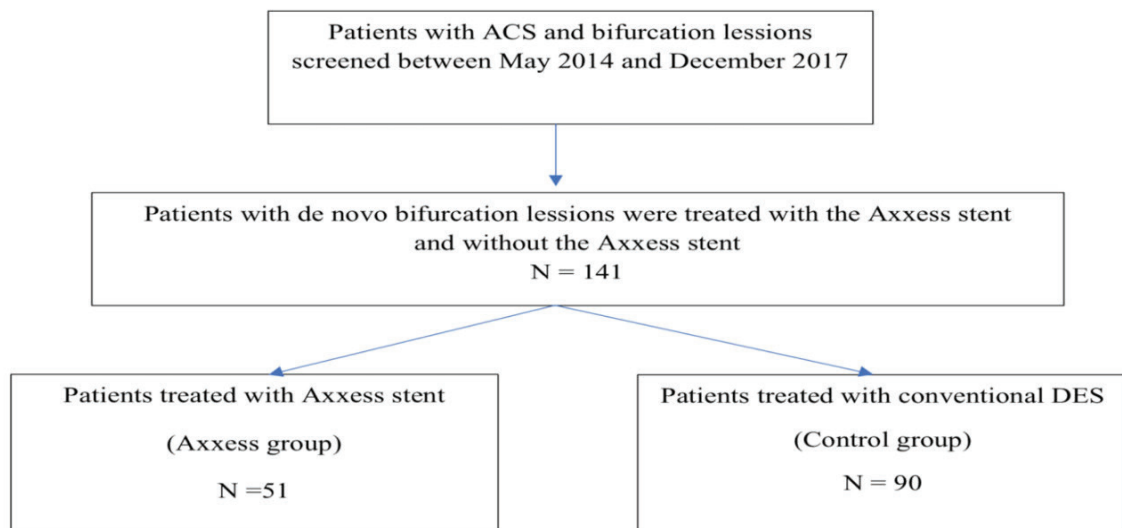 Patients with ACS and bifurcation lessions
screened between May 2014 and December 2017
Patients with de novo bifurcation lessions were treated with the Axxess stent
and without the Axxess stent
N = 141
Patients treated with Axxess stent
(Axxess group)
N =51
Patients treated with conventional DES
(Control group)
N = 90